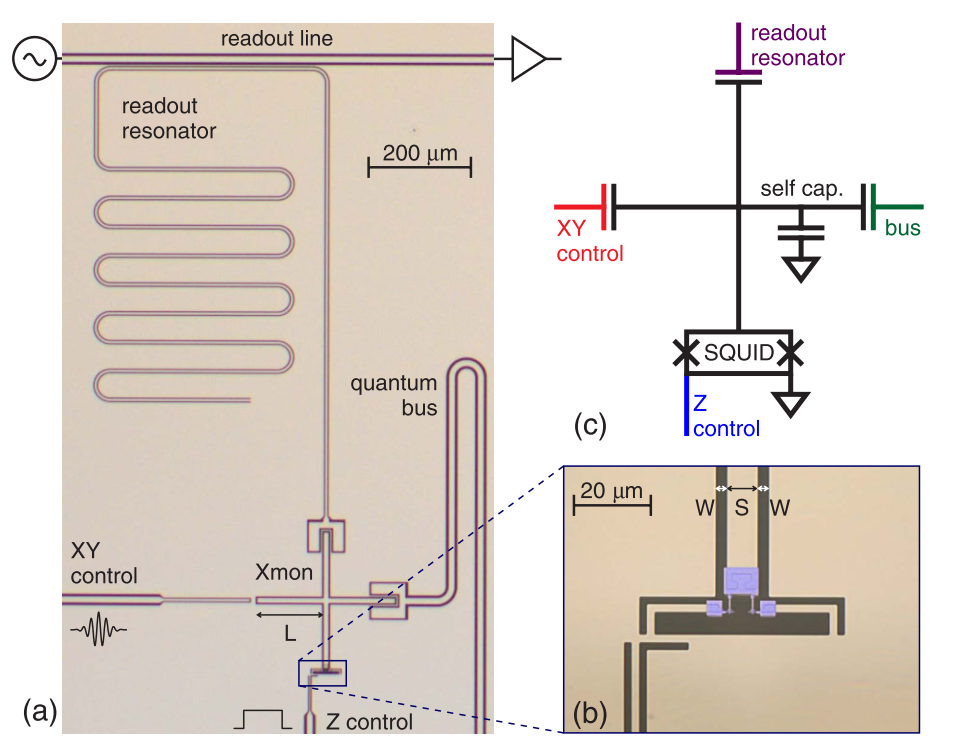 readout line
readout
resonator
200 μm
quantum
bus
XY
control
Xmon
L
Z control
(a)
readout
resonator
self cap.
XY
control
bus
SQUID
Z
control
(c)
20 μm
W S W
(b)